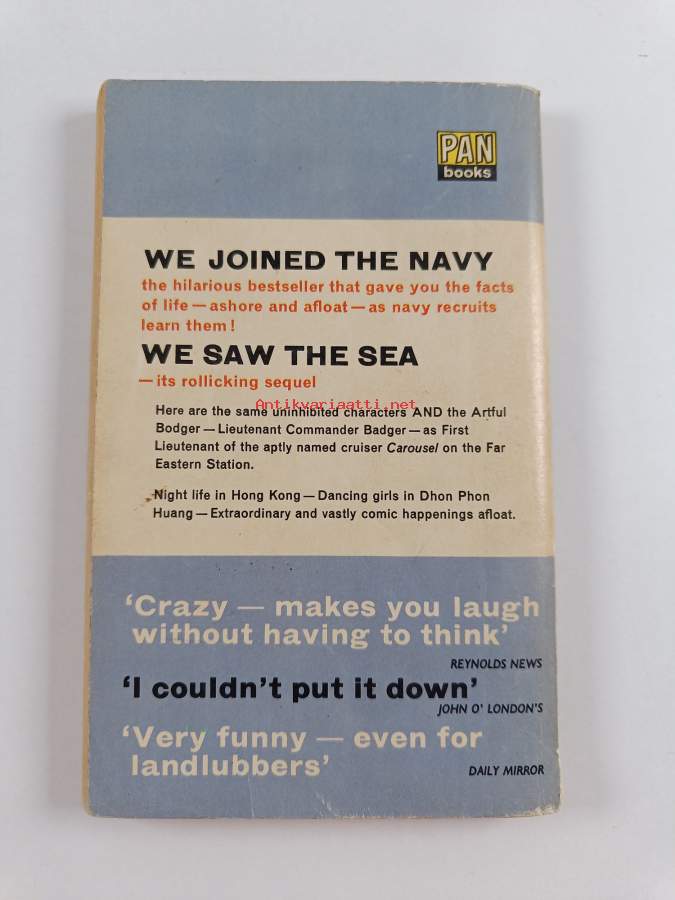 PAN
books
WE JOINED THE NAVY
the hilarious bestseller that gave you the facts
of life — ashore and afloat — as navy recruits
learn them!
WE SAW THE SEA
— its rollicking sequel
Antikvariaatti.net
Here are the same uninhibited characters AND the Artful
Bodger — Lieutenant Commander Badger — as First
Lieutenant of the aptly named cruiser Carousel on the Far
Eastern Station.
Night life in Hong Kong — Dancing girls in Dhon Phon
Huang — Extraordinary and vastly comic happenings afloat.
‘Crazy — makes you laugh
without having to think’
REYNOLDS NEWS
‘I couldn’t put it down’
JOHN O' LONDON'S
‘Very funny — even for
landlubbers’
DAILY MIRROR